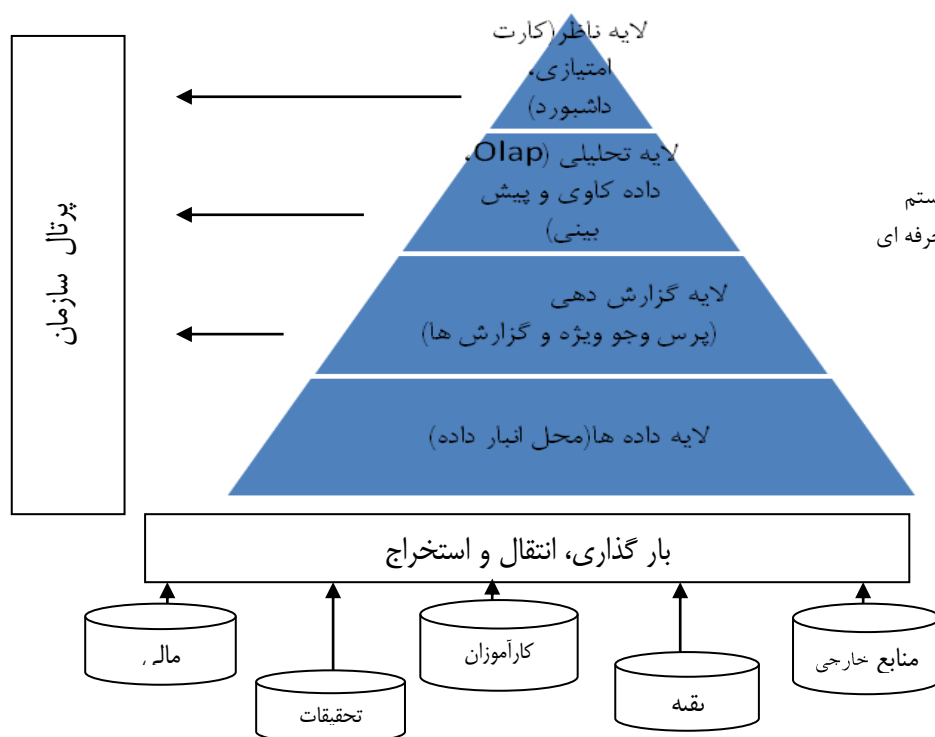 لایه ناظر(کارت
امتیازی،
داشبورد)
لایه تحلیلی (Olap،
داده کاوی و پیش
بینی)
لایه گزارش دهی
(پرس وجو ویژه و گزارش ها)
لایه داده ها(محل انبار داده)
پرتال سازمان
حرفه ای
بار گذاری، انتقال و استخراج
منابع خارجی
بقیه
کارآموزان
تحقیقات
مالی